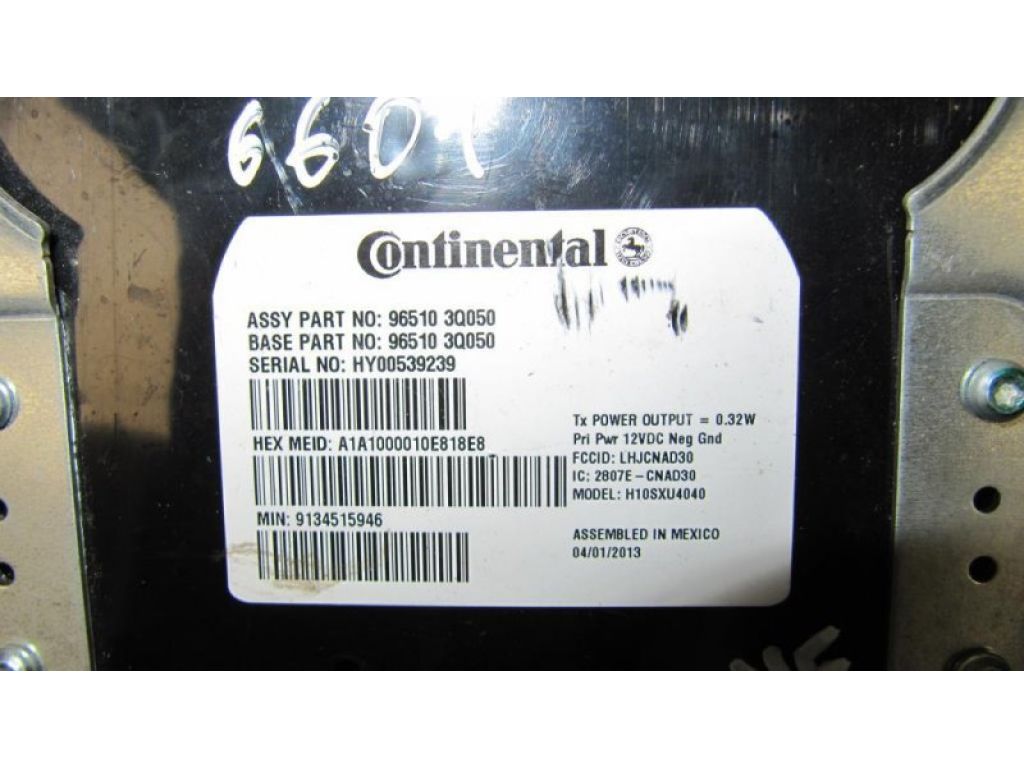 6601
Continental
ASSY PART NO: 96510 3Q050
BASE PART NO: 96510 3Q050
SERIAL NO: HY00539239
HEX MEID: A1A1000010E818E8
MIN: 9134515946
Tx POWER OUTPUT = 0.32W
Pri Pwr 12VDC Neg Gnd
FCCID: LHJCNAD30
IC: 2807E-CNAD30
MODEL: H10SXU4040
ASSEMBLED IN MEXICO
04/01/2013